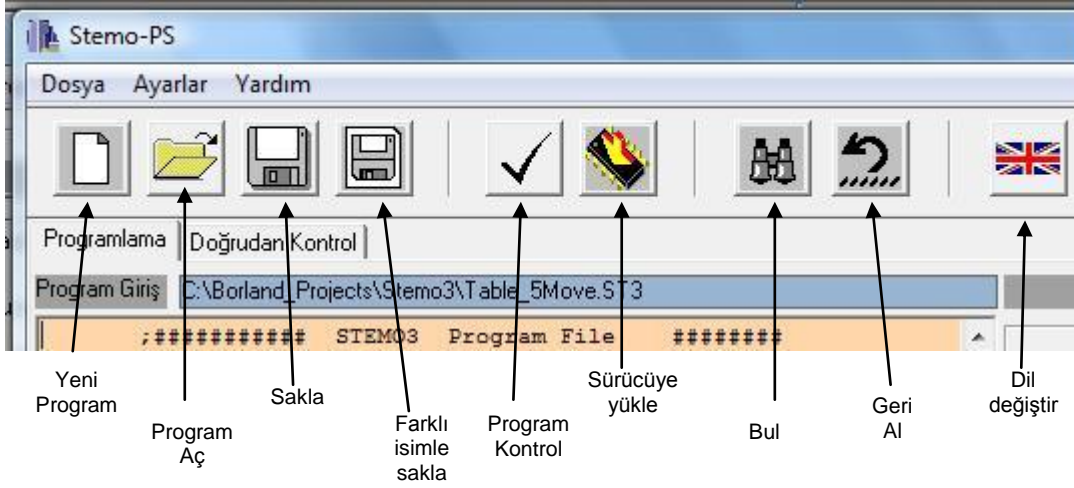 Stemo-PS
Dosya Ayarlar Yardım
Programlama Doğrudan Kontrol
Program Giriş C:\Borland_Projects\Stemo3\Table_5Move.ST3
;########### STEMO3 Program File ########
Yeni
Program
Program
Aç
Sakla
Farklı
isimle
sakla
Program
Kontrol
Sürücüye
yükle
Bul
Geri
Al
Dil
değiştir